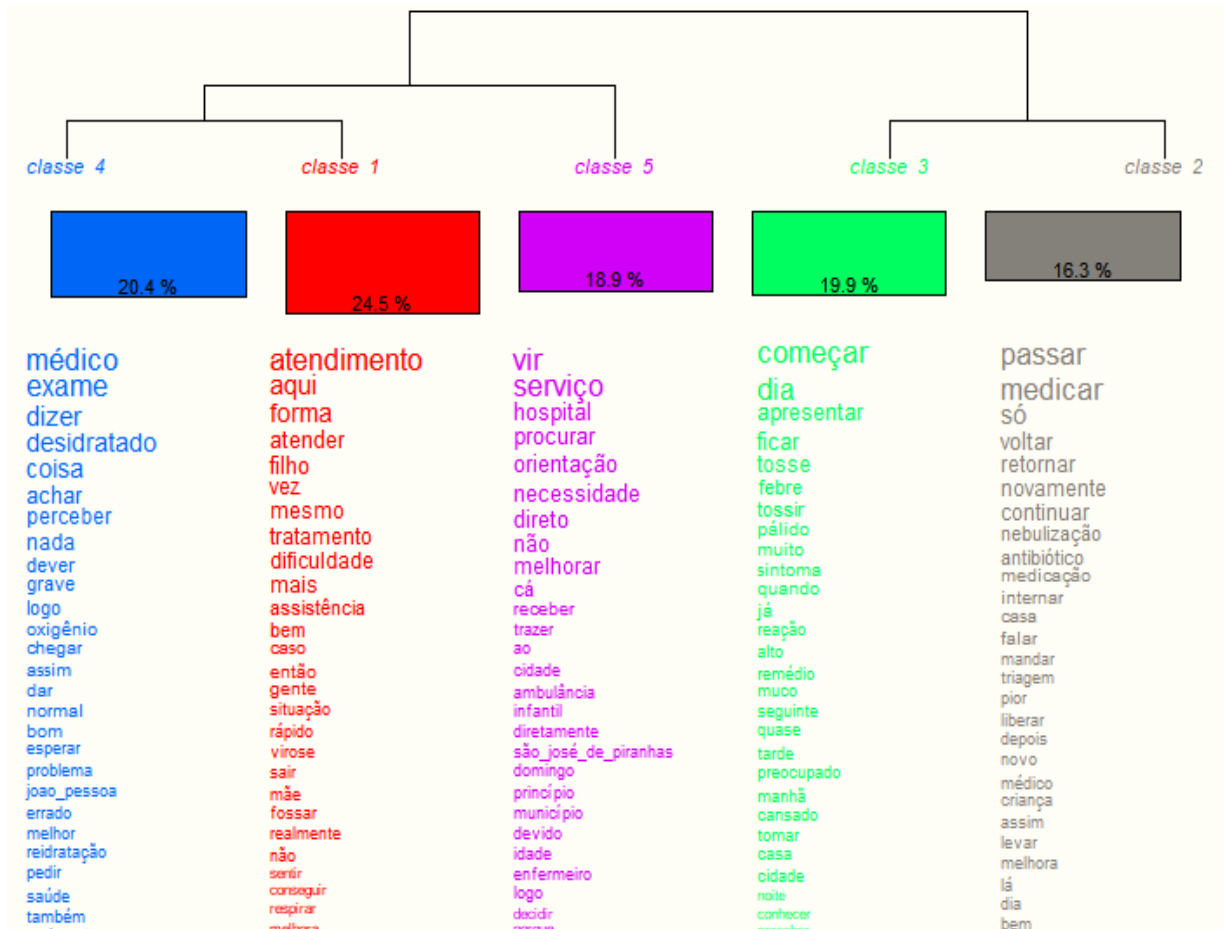 classe 4
classe 1
classe 5
classe 3
classe 2
20.4 %
24.5 %
18.9 %
19.9 %
16.3 %
médico
exame
dizer
desidratado
coisa
achar
perceber
nada
dever
grave
logo
oxigênio
chegar
assim
dar
normal
bom
esperar
problema
joao_pessoa
errado
melhor
reidratação
pedir
saúde
também
atendimento
aqui
forma
atender
filho
vez
mesmo
tratamento
dificuldade
mais
assistência
bem
caso
então
gente
situação
rápido
virose
sair
mãe
fossar
realmente
não
sentir
conseguir
respirar
vir
serviço
hospital
procurar
orientação
necessidade
direto
não
melhorar
cá
receber
trazer
ao
cidade
ambulância
infantil
diretamente
são_josé_de_piranhas
domingo
princípio
município
devido
idade
enfermeiro
logo
decidir
começar
dia
apresentar
ficar
tosse
febre
tossir
pálido
muito
sintoma
quando
já
reação
alto
remédio
muco
seguinte
quase
tarde
preocupado
manhã
cansado
tomar
casa
cidade
noite
conhecer
passar
medicar
só
voltar
retornar
novamente
continuar
nebulização
antibiótico
medicação
internar
casa
falar
mandar
triagem
pior
liberar
depois
novo
médico
criança
assim
levar
melhora
lá
dia
bem